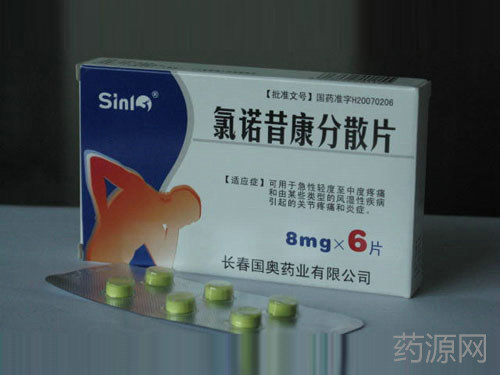 Sin1®
【批准文号】国药准字H20070206
氯诺昔康分散片
【适应症】可用于急性轻度至中度疼痛
和由某些类型的风湿性疾病
引起的关节疼痛和炎症。
8mg×6片
长春国奥药业有限公司
药源网